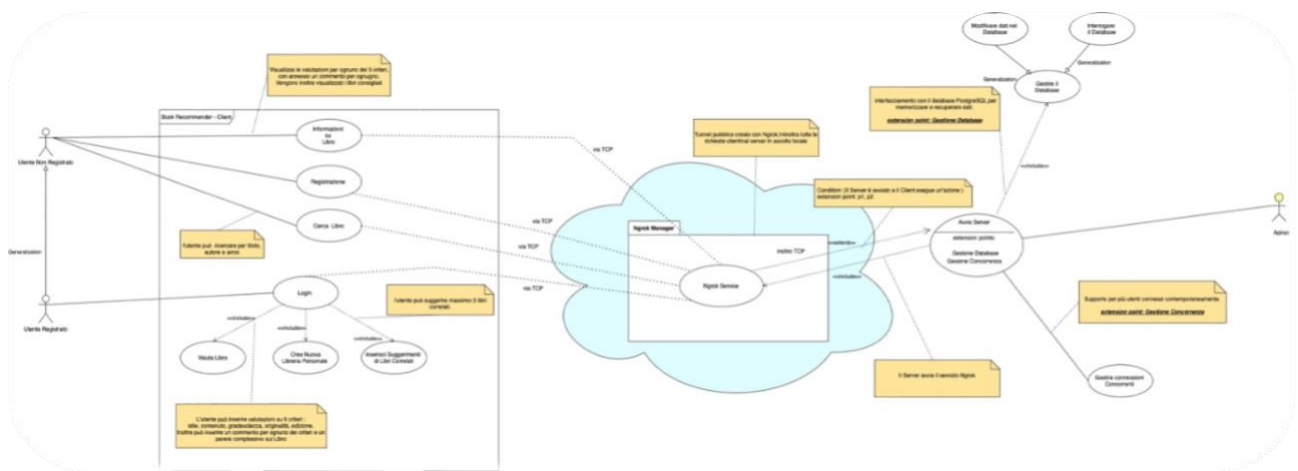 Modificare dati nel
Database
Interrogare
il Database
Generalization
Generalization
Gestire il
Database
Visualizza le valutazioni per ognuno dei 5 criteri,
con annesso un commento per ognugno,
Vengono inoltre visualizzati i libri consigliati
Interfacciamento con il database PostgreSQL per
memorizzare e recuperare dati.
extension point: Gestione Database
Book Recommender - Client
Informazioni
su
Libro
Utente Non Registrato
Registrazione
Cerca Libro
l'utente può ricercare per titolo,
autore e anno
Generalization
Login
Utente Registrato
l'utente può suggerire massimo 3 libri
correlati
<<include>>
<<include>>
<<include>>
Valuta Libro
Crea Nuova
Libreria Personale
Inserisci Suggerimenti
di Libri Correlati
L'utente può inserire valutazioni su 5 criteri :
stile, contenuto, gradevolezza, originalità, edizione,
Inoltre può inserire un commento per ognuno dei criteri e un
parere complessivo sul Libro
via TCP
via TCP
via TCP
via TCP
Tunnel pubblico creato con Ngrok,ininoltra tutte le
richieste client al server in ascolto locale
Condition: {Il Server è avviato e il Client esegue un'azione }
extension point: p1, p2
Ngrok Manager
Ngrok Service
inoltro TCP
<<extend>>
<<include>>
<<include>>
Avvio Server
extension points
Gestione Database
Gestione Concorrenza
Admin
Supporto per più utenti connessi contemporaneamente
extension point: Gestione Concorrenza
Il Server avvia il servizio Ngrok
Gestire connessioni
Concorrenti